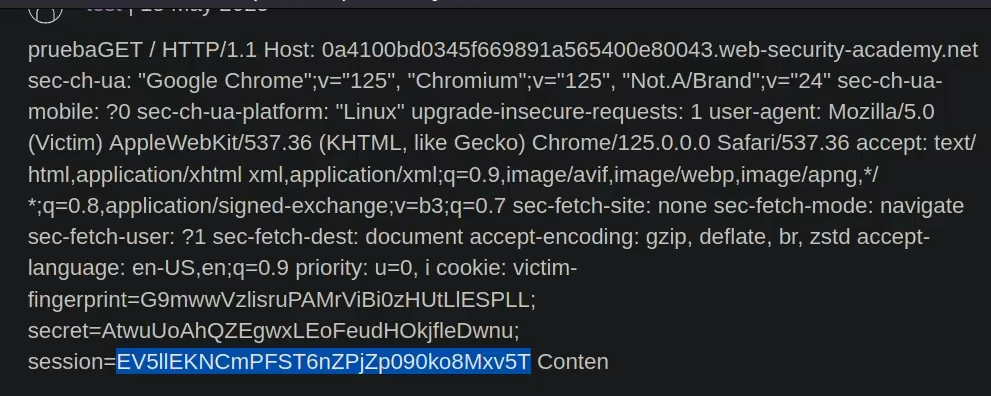 pruebaGET / HTTP/1.1 Host: 0a4100bd0345f669891a565400e80043.web-security-academy.net
sec-ch-ua: "Google Chrome";v="125", "Chromium";v="125", "Not.A/Brand";v="24" sec-ch-ua-
mobile: ?0 sec-ch-ua-platform: "Linux" upgrade-insecure-requests: 1 user-agent: Mozilla/5.0
(Victim) AppleWebKit/537.36 (KHTML, like Gecko) Chrome/125.0.0.0 Safari/537.36 accept: text/
html,application/xhtml xml,application/xml;q=0.9,image/avif,image/webp,image/apng,*/
*;q=0.8,application/signed-exchange;v=b3;q=0.7 sec-fetch-site: none sec-fetch-mode: navigate
sec-fetch-user: ?1 sec-fetch-dest: document accept-encoding: gzip, deflate, br, zstd accept-
language: en-US,en;q=0.9 priority: u=0, i cookie: victim-
fingerprint=G9mwwVzlisruPAMrViBi0zHUtLlESPLL;
secret=AtwuUoAhQZEgwxLEoFeudHOkjfleDwnu;
session=EV5llEKNCmPFST6nZPjZp090ko8Mxv5T Conten